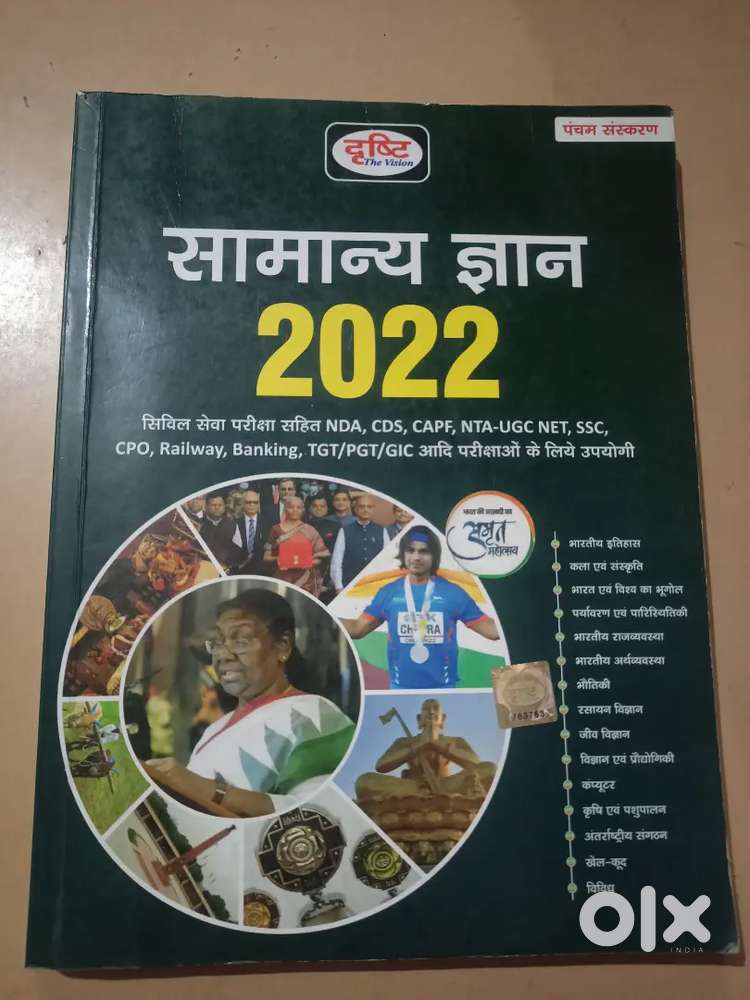 दृष्टि
The Vision
पंचम संस्करण
सामान्य ज्ञान
2022
सिविल सेवा परीक्षा सहित NDA, CDS, CAPF, NTA-UGC NET, SSC,
CPO, Railway, Banking, TGT/PGT/GIC आदि परीक्षाओं के लिये उपयोगी
अमृत
महोत्सव
भारतीय इतिहास
कला एवं संस्कृति
भारत एवं विश्व का भूगोल
पर्यावरण एवं पारिस्थितिकी
भारतीय राजव्यवस्था
भारतीय अर्थव्यवस्था
भौतिकी
रसायन विज्ञान
जीव विज्ञान
विज्ञान एवं प्रौद्योगिकी
कंप्यूटर
कृषि एवं पशुपालन
अंतर्राष्ट्रीय संगठन
खेल-कूद
विविध
olx
INDIA